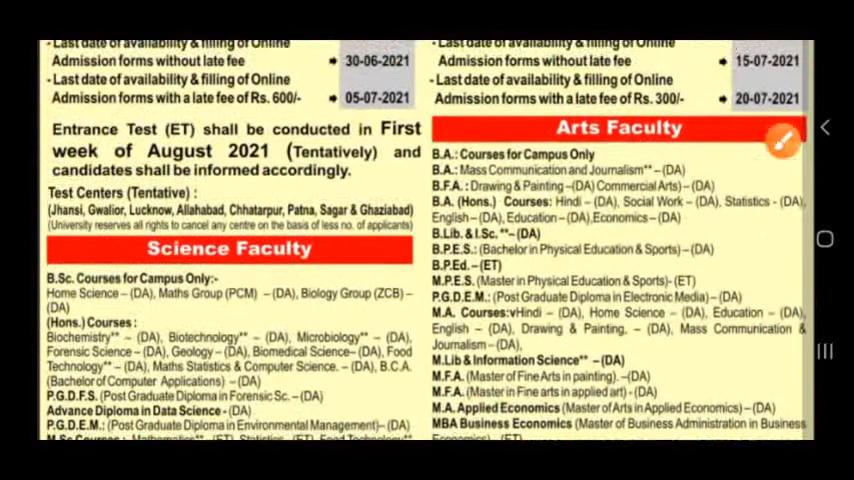 - Last date of availability & filling of Online
Admission forms without late fee → 30-06-2021
- Last date of availability & filling of Online
Admission forms with a late fee of Rs. 600/- → 05-07-2021
Entrance Test (ET) shall be conducted in First
week of August 2021 (Tentatively) and
candidates shall be informed accordingly.
Test Centers (Tentative) :
(Jhansi, Gwalior, Lucknow, Allahabad, Chhatarpur, Patna, Sagar & Ghaziabad)
(University reserves all rights to cancel any centre on the basis of less no. of applicants)
Science Faculty
B.Sc. Courses for Campus Only:-
Home Science – (DA), Maths Group (PCM) – (DA), Biology Group (ZCB) –
(DA)
(Hon.) Courses :
Biochemistry** – (DA), Biotechnology** – (DA), Microbiology** – (DA),
Forensic Science – (DA), Geology – (DA), Biomedical Science– (DA), Food
Technology** – (DA), Maths Statistics & Computer Science. – (DA), B.C.A.
(Bachelor of Computer Applications) – (DA)
P.G.D.F.S. (Post Graduate Diploma in Forensic Sc. – (DA)
Advance Diploma in Data Science - (DA)
P.G.D.E.M.: (Post Graduate Diploma in Environmental Management)– (DA)
M.Sc Courses : Mathematics** – (ET), Statistics – (ET), Food Technology**
- Last date of availability & filling of Online
Admission forms without late fee → 15-07-2021
- Last date of availability & filling of Online
Admission forms with a late fee of Rs. 300/- → 20-07-2021
Arts Faculty
B.A.: Courses for Campus Only
B.A.: Mass Communication and Journalism** – (DA)
B.F.A. : Drawing & Painting – (DA) Commercial Arts) – (DA)
B.A. (Hons.) Courses: Hindi – (DA), Social Work – (DA), Statistics - (DA),
English – (DA), Education – (DA),Economics – (DA)
B.Lib. & I.Sc. ** – (DA)
B.P.E.S.: (Bachelor in Physical Education & Sports) – (DA)
B.P.Ed. – (ET)
M.P.E.S. (Master in Physical Education & Sports)- (ET)
P.G.D.E.M.: (Post Graduate Diploma in Electronic Media) – (DA)
M.A. Courses:vHindi – (DA), Home Science – (DA), Education – (DA),
English – (DA), Drawing & Painting. – (DA), Mass Communication &
Journalism – (DA),
M.Lib & Information Science** – (DA)
M.F.A. (Master of Fine Arts in painting). – (DA)
M.F.A. (Master in Fine arts in applied art) - (DA)
M.A. Applied Economics (Master of Arts in Applied Economics) – (DA)
MBA Business Economics (Master of Business Administration in Business
Economics) – (ET)